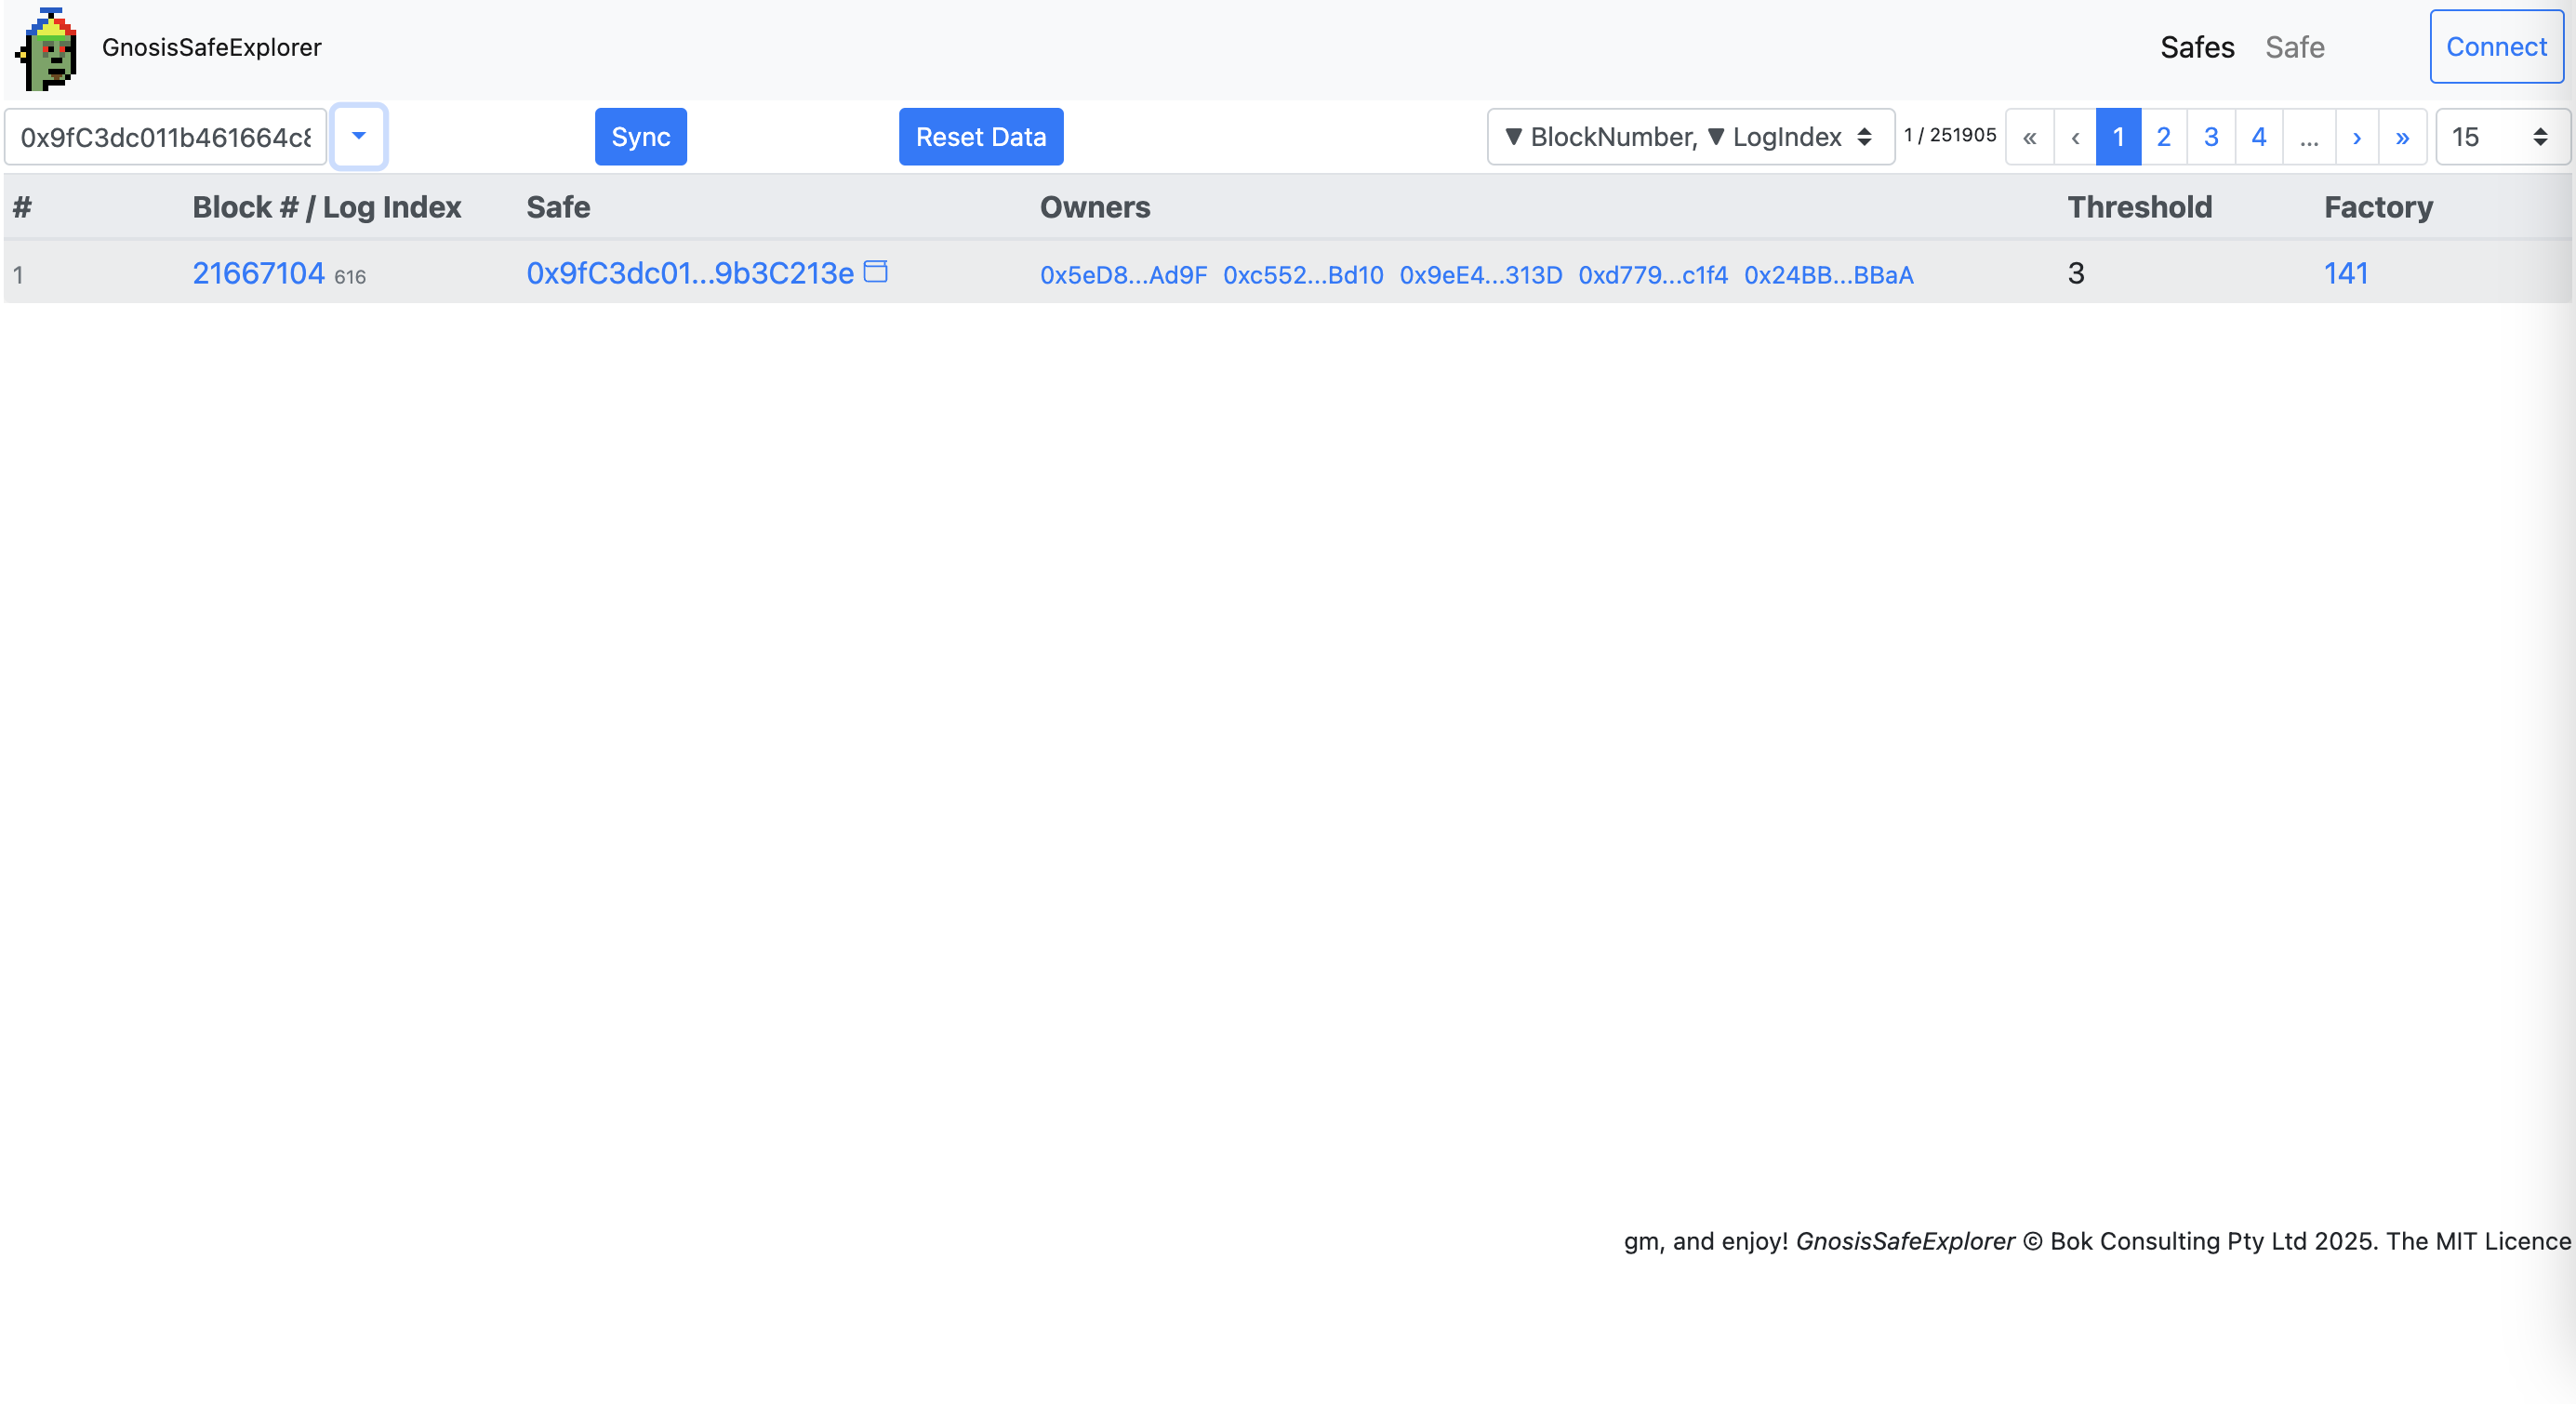 GnosisSafeExplorer Safes Safe Connect
0x9fC3dc011b461664c8 Sync Reset Data ▼ BlockNumber, ▼ LogIndex 1 / 251905 « ‹ 1 2 3 4 ... › » 15
# Block # / Log Index Safe Owners Threshold Factory
1 21667104 616 0x9fC3dc01...9b3C213e 0x5eD8...Ad9F 0xc552...Bd10 0x9eE4...313D 0xd779...c1f4 0x24BB...BBaA 3 141
gm, and enjoy! GnosisSafeExplorer © Bok Consulting Pty Ltd 2025. The MIT Licence